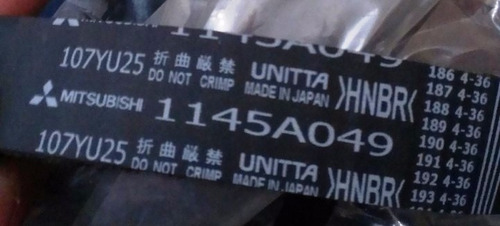 1145A049
107YU25 折曲厳禁 DO NOT CRIMP UNITTA MADE IN JAPAN >HNBR<
MITSUBISHI 1145A049
107YU25 折曲厳禁 DO NOT CRIMP UNITTA MADE IN JAPAN >HNBR<
186 4-36
187 4-36
188 4-36
189 4-36
190 4-36
191 4-36
192 4-36
193 4-36